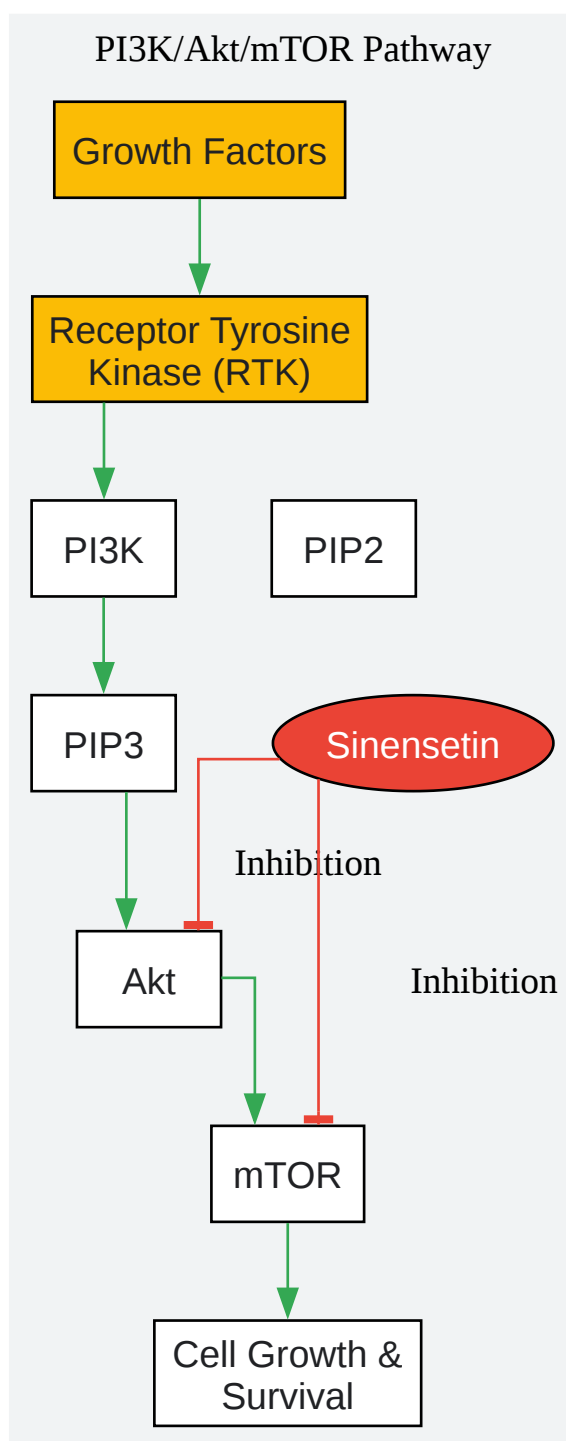 PI3K/Akt/mTOR Pathway
Growth Factors
Receptor Tyrosine
Kinase (RTK)
PI3K
PIP2
PIP3
Sinensetin
Inhibition
Akt
Inhibition
mTOR
Cell Growth &
Survival